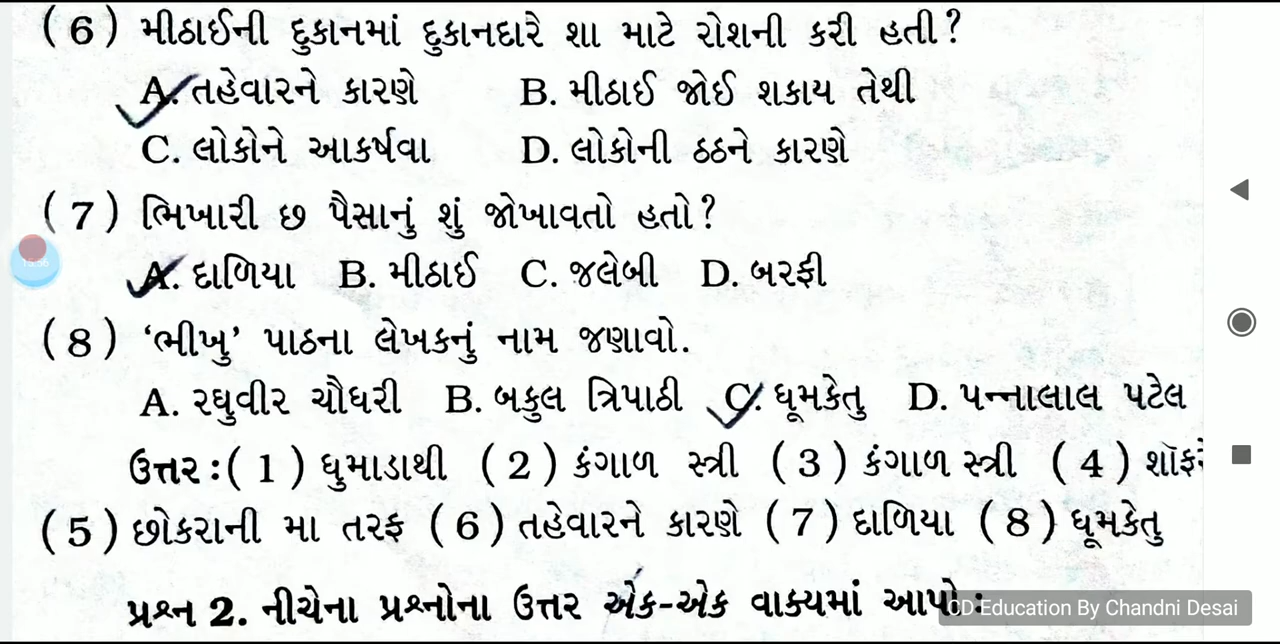 (6) મીઠાઈની દુકાનમાં દુકાનદારે શા માટે રોશની કરી હતી?
A. તહેવારને કારણે B. મીઠાઈ જોઈ શકાય તેથી
C. લોકોને આકર્ષવા D. લોકોની ઠઠને કારણે
(7) ભિખારી છ પૈસાનું શું જોખાવતો હતો?
A. દાળિયા B. મીઠાઈ C. જલેબી D. બરફી
(8) ‘ભીખુ’ પાઠના લેખકનું નામ જણાવો.
A. રઘુવીર ચૌધરી B. બકુલ ત્રિપાઠી C. ધૂમકેતુ D. પન્નાલાલ પટેલ
ઉત્તર :(1) ધુમાડાથી (2) કંગાળ સ્ત્રી (3) કંગાળ સ્ત્રી (4) શૉફરે
(5) છોકરાની મા તરફ (6) તહેવારને કારણે (7) દાળિયા (8) ધૂમકેતુ
પ્રશ્ન 2. નીચેના પ્રશ્નોના ઉત્તર એક-એક વાક્યમાં આપો :
CD Education By Chandni Desai